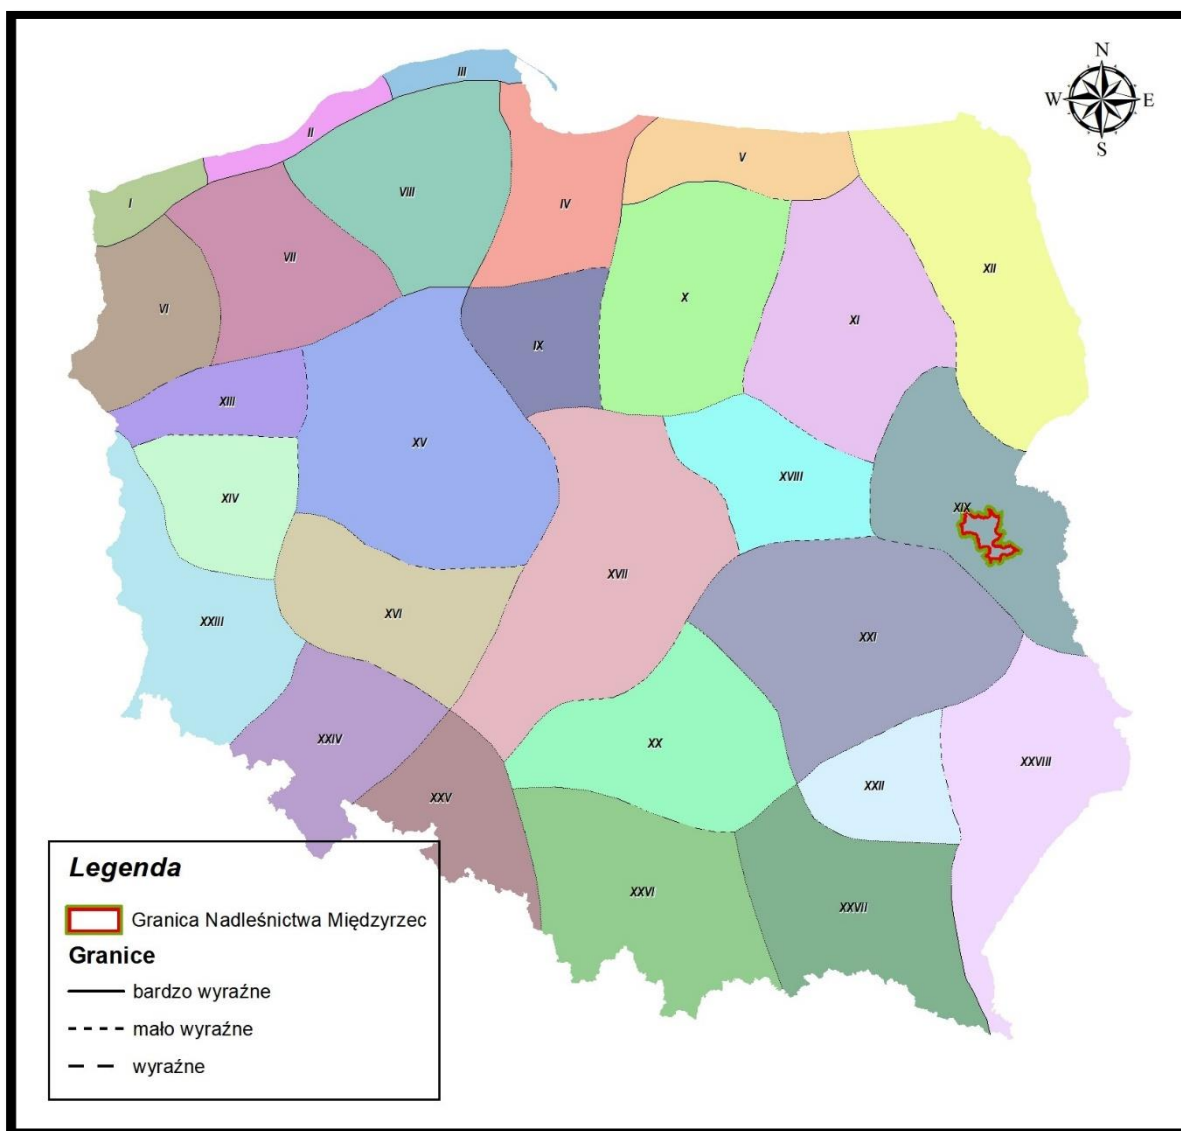 N
W E
S
III
II
V
I
VIII
IV
VII
XII
X
VI
XI
IX
XIII
XV
XVIII
XIV
XIX
XVII
XVI
XXIII
XXI
XXIV
XX
XXVIII
XXII
XXV
XXVI
XXVII
Legenda
Granica Nadleśnictwa Międzyrzec
Granice
bardzo wyraźne
mało wyraźne
wyraźne